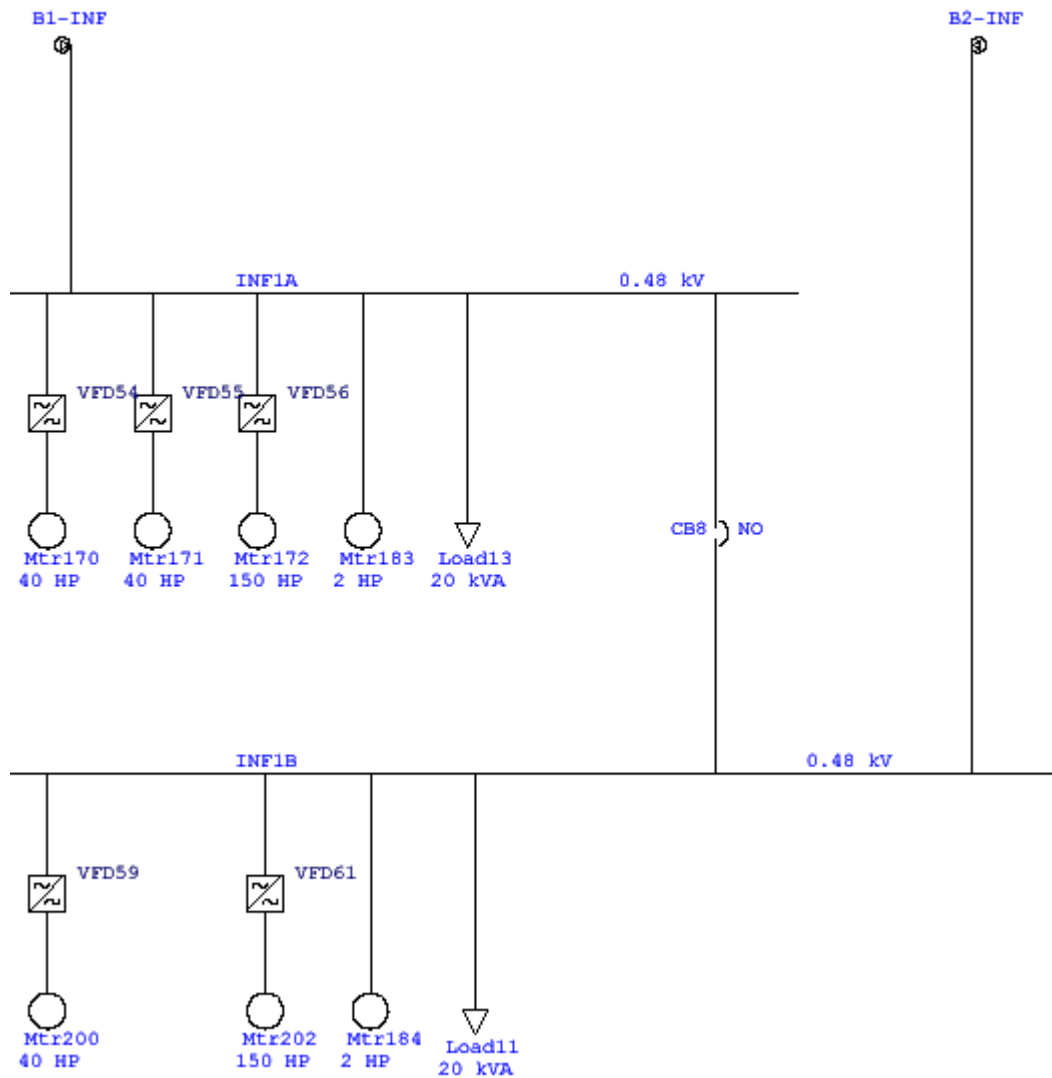 B1-INF
B2-INF
INF1A
0.48 kV
VFD54
VFD55
VFD56
CB8
NO
Mtr170
40 HP
Mtr171
40 HP
Mtr172
150 HP
Mtr183
2 HP
Load13
20 kVA
INF1B
0.48 kV
VFD59
VFD61
Mtr200
40 HP
Mtr202
150 HP
Mtr184
2 HP
Load11
20 kVA